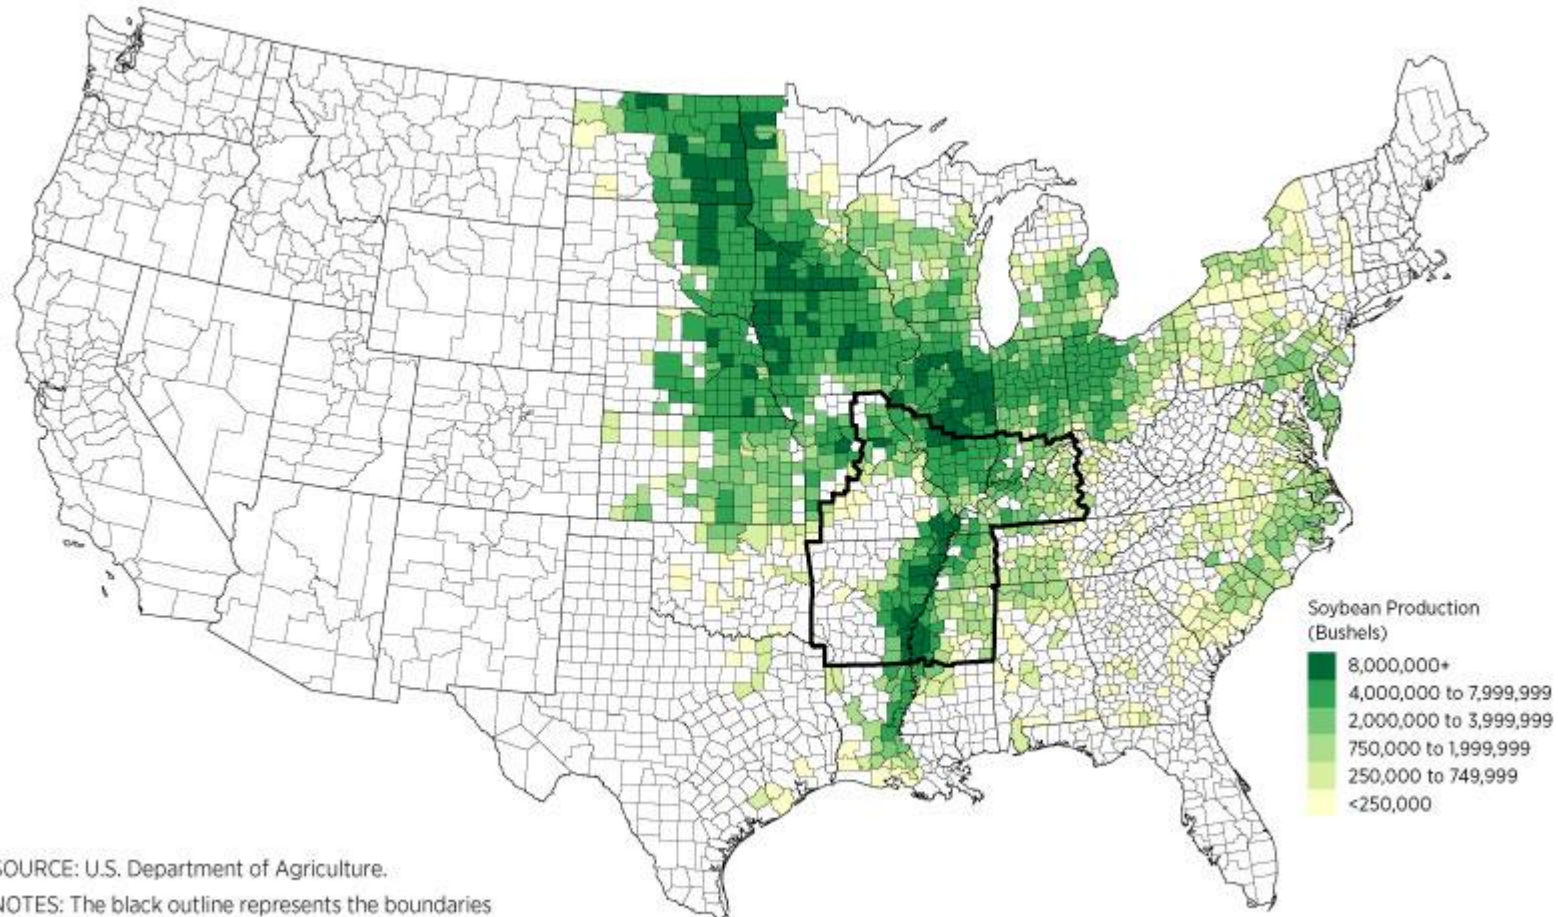 Soybean Production
(Bushels)
8,000,000+
4,000,000 to 7,999,999
2,000,000 to 3,999,999
750,000 to 1,999,999
250,000 to 749,999
<250,000
SOURCE: U.S. Department of Agriculture.
NOTES: The black outline represents the boundaries